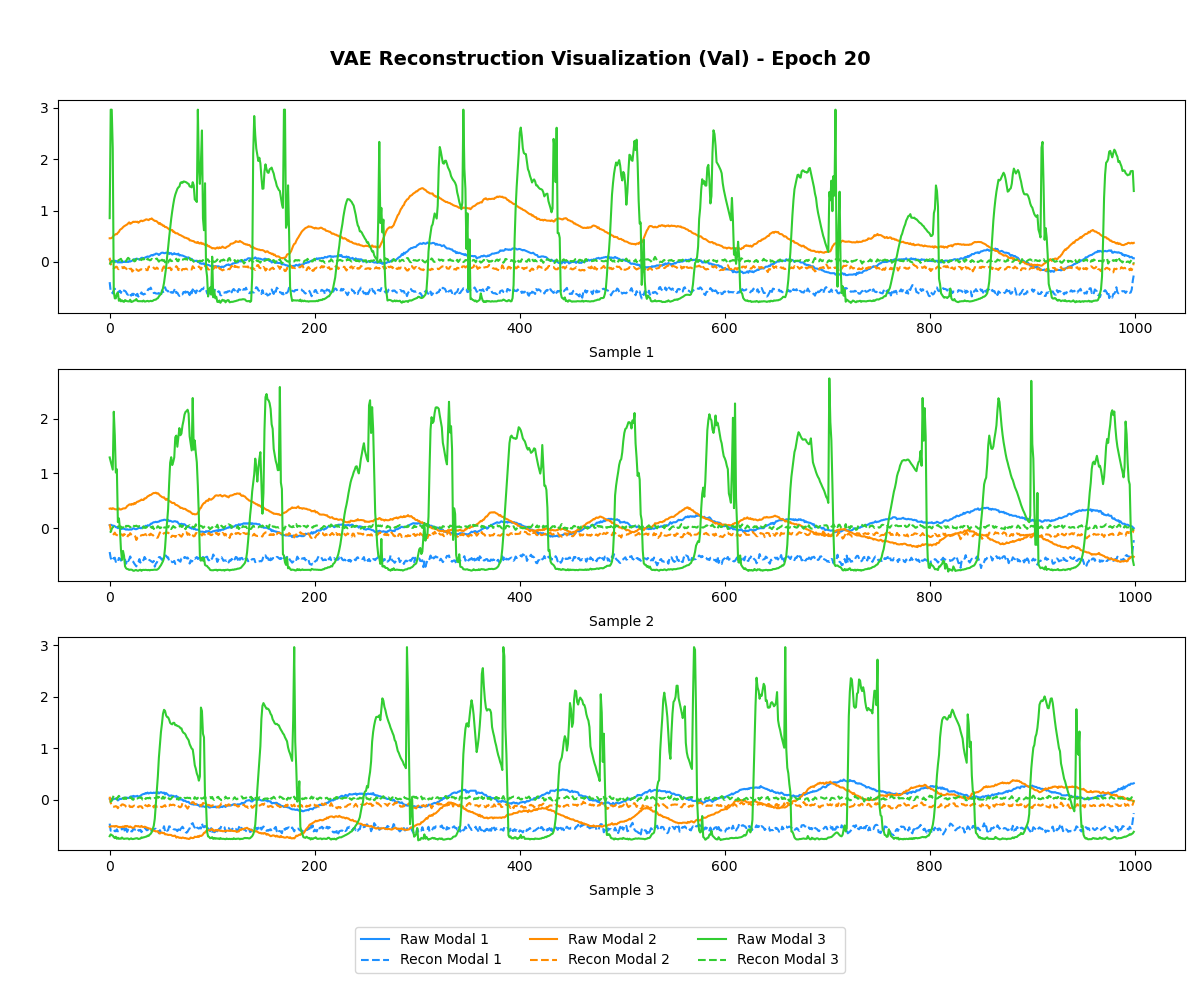 VAE Reconstruction Visualization (Val) - Epoch 20
3
2
1
0
0 200 400 600 800 1000
Sample 1
2
1
0
0 200 400 600 800 1000
Sample 2
3
2
1
0
0 200 400 600 800 1000
Sample 3
Raw Modal 1 Raw Modal 2 Raw Modal 3
Recon Modal 1 Recon Modal 2 Recon Modal 3